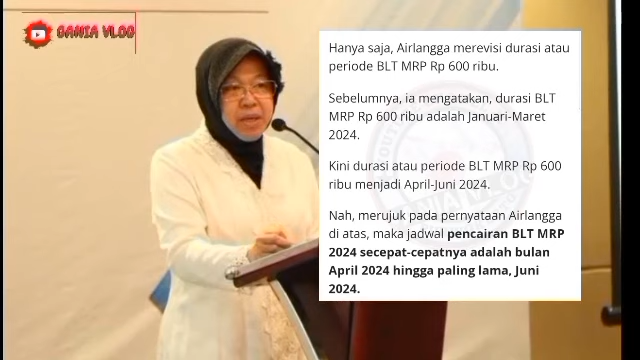 GANIA VLOG
Hanya saja, Airlangga merevisi durasi atau
periode BLT MRP Rp 600 ribu.
Sebelumnya, ia mengatakan, durasi BLT
MRP Rp 600 ribu adalah Januari-Maret
2024.
Kini durasi atau periode BLT MRP Rp 600
ribu menjadi April-Juni 2024.
Nah, merujuk pada pernyataan Airlangga
di atas, maka jadwal pencairan BLT MRP
2024 secepat-cepatnya adalah bulan
April 2024 hingga paling lama, Juni
2024.